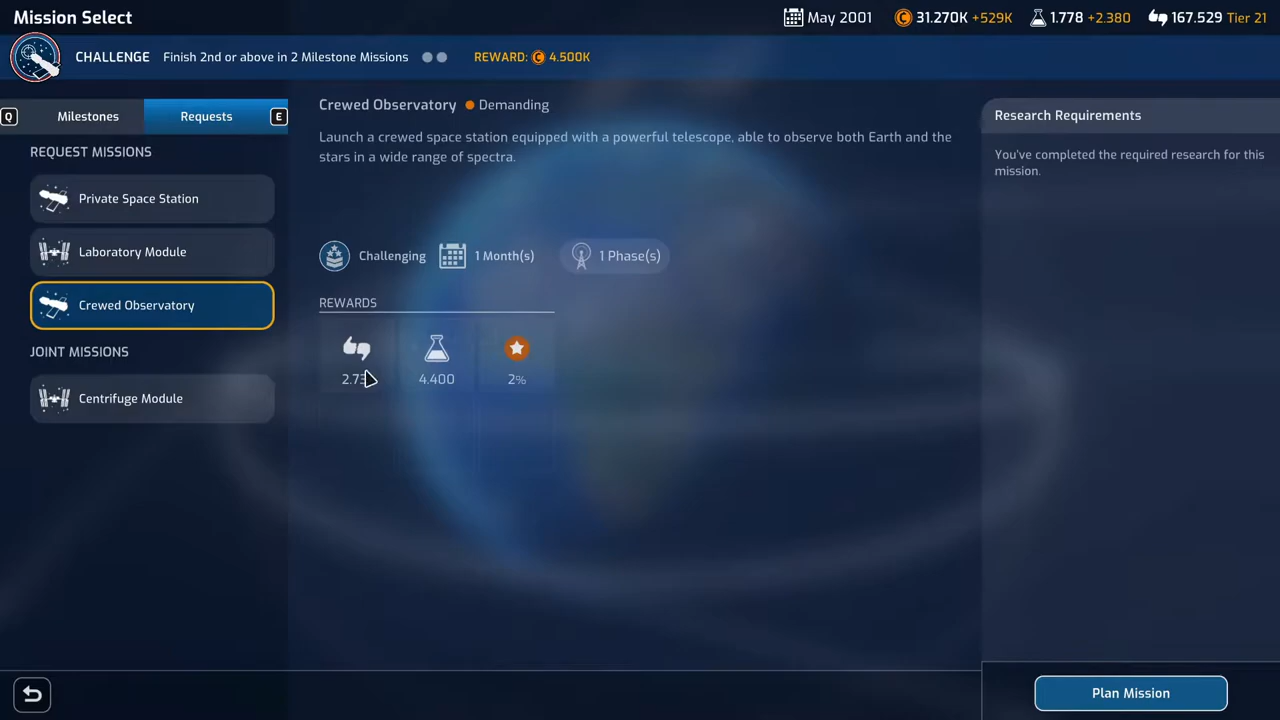 Mission Select
May 2001
31.270K +529K
1.778 +2.380
167.529 Tier 21
CHALLENGE Finish 2nd or above in 2 Milestone Missions REWARD: C 4.500K
Q Milestones Requests E
REQUEST MISSIONS
Private Space Station
Laboratory Module
Crewed Observatory
JOINT MISSIONS
Centrifuge Module
Crewed Observatory Demanding
Launch a crewed space station equipped with a powerful telescope, able to observe both Earth and the
stars in a wide range of spectra.
Challenging 1 Month(s) 1 Phase(s)
REWARDS
4.400 2%
Research Requirements
You've completed the required research for this
mission.
Plan Mission